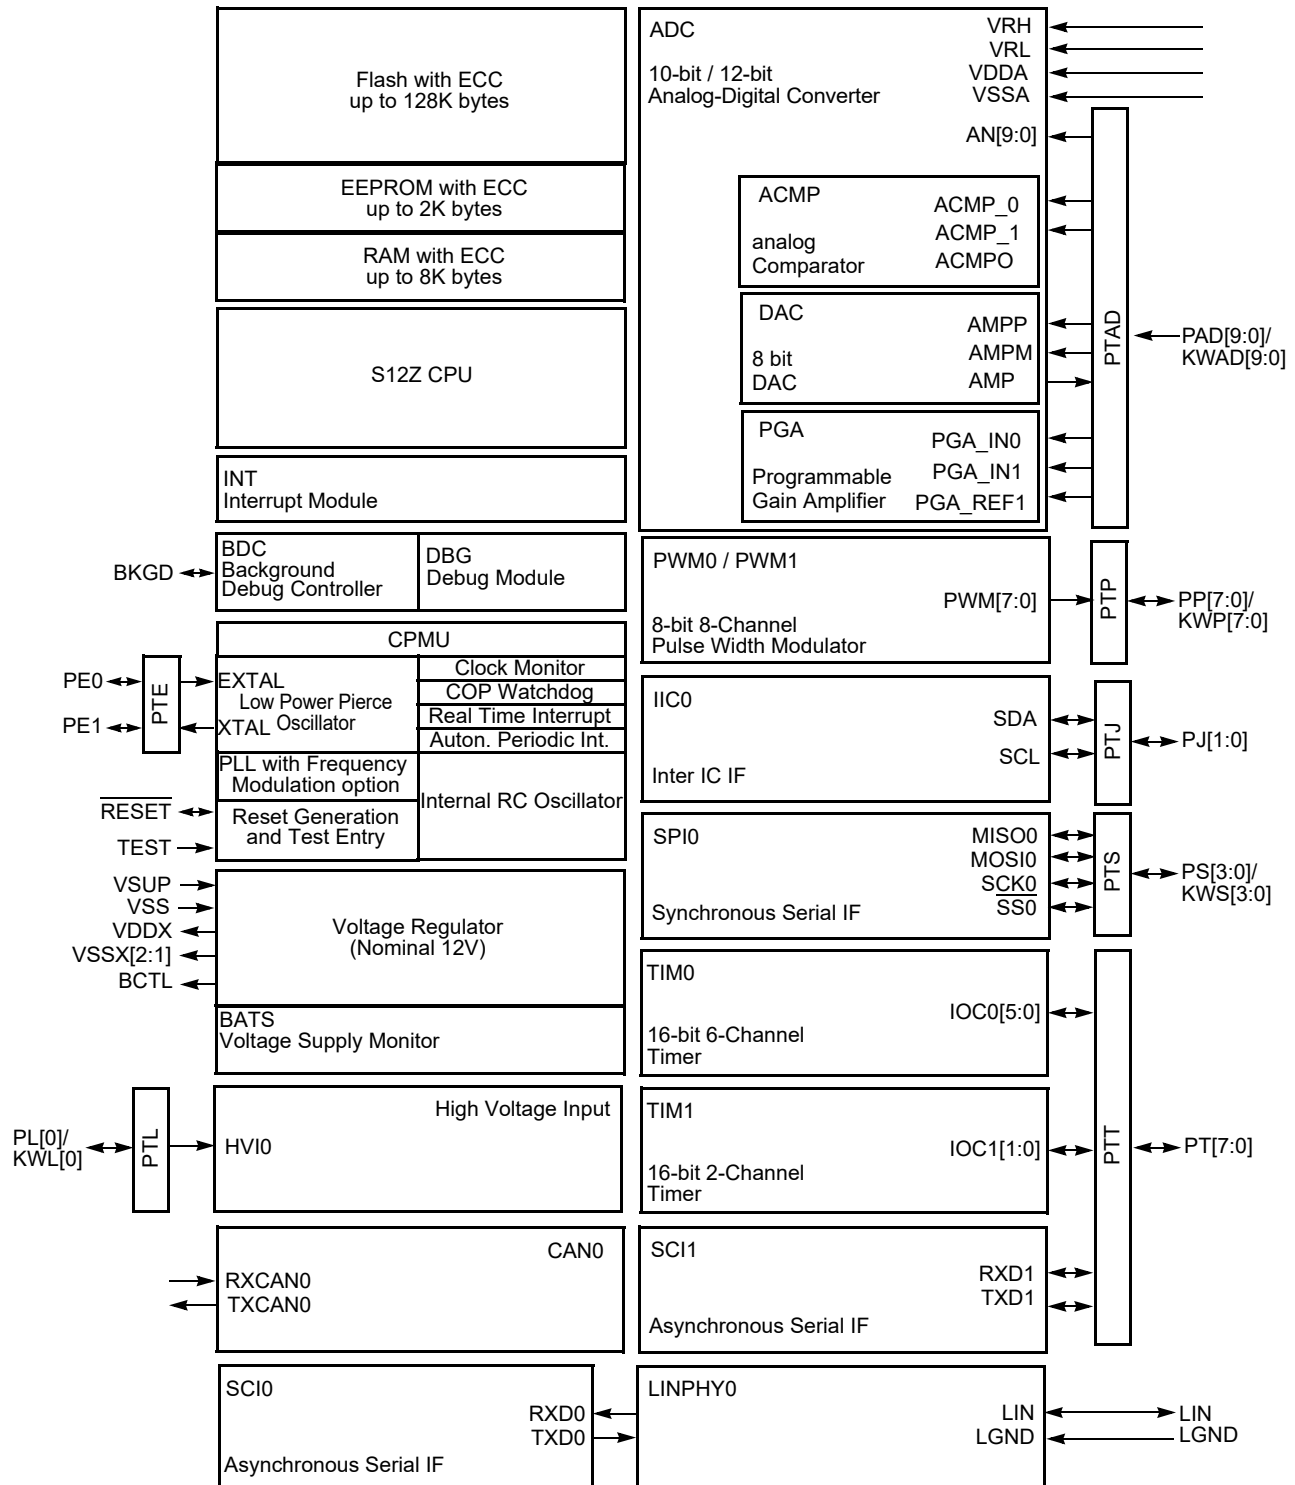 Flash with ECC
up to 128K bytes
EEPROM with ECC
up to 2K bytes
RAM with ECC
up to 8K bytes
S12Z CPU
INT
Interrupt Module
BKGD
BDC
Background
Debug Controller
DBG
Debug Module
CPMU
PE0
PE1
PTE
EXTAL
Low Power Pierce
XTAL Oscillator
Clock Monitor
COP Watchdog
Real Time Interrupt
Auton. Periodic Int.
PLL with Frequency
Modulation option
Internal RC Oscillator
RESET
TEST
Reset Generation
and Test Entry
VSUP
VSS
VDDX
VSSX[2:1]
BCTL
Voltage Regulator
(Nominal 12V)
BATS
Voltage Supply Monitor
PL[0]/
KWL[0]
PTL
High Voltage Input
HVI0
CAN0
RXCAN0
TXCAN0
SCI0
RXD0
TXD0
Asynchronous Serial IF
ADC
10-bit / 12-bit
Analog-Digital Converter
VRH
VRL
VDDA
VSSA
AN[9:0]
ACMP
analog
Comparator
ACMP_0
ACMP_1
ACMPO
DAC
8 bit
DAC
AMPP
AMPM
AMP
PGA
Programmable
Gain Amplifier
PGA_IN0
PGA_IN1
PGA_REF1
PTAD
PAD[9:0]/
KWAD[9:0]
PWM0 / PWM1
PWM[7:0]
8-bit 8-Channel
Pulse Width Modulator
PTP
PP[7:0]/
KWP[7:0]
IIC0
SDA
SCL
Inter IC IF
PTJ
PJ[1:0]
SPI0
MISO0
MOSI0
SCK0
SS0
Synchronous Serial IF
PTS
PS[3:0]/
KWS[3:0]
TIM0
IOC0[5:0]
16-bit 6-Channel
Timer
TIM1
IOC1[1:0]
16-bit 2-Channel
Timer
PTT
PT[7:0]
SCI1
RXD1
TXD1
Asynchronous Serial IF
LINPHY0
LIN
LGND
LIN
LGND